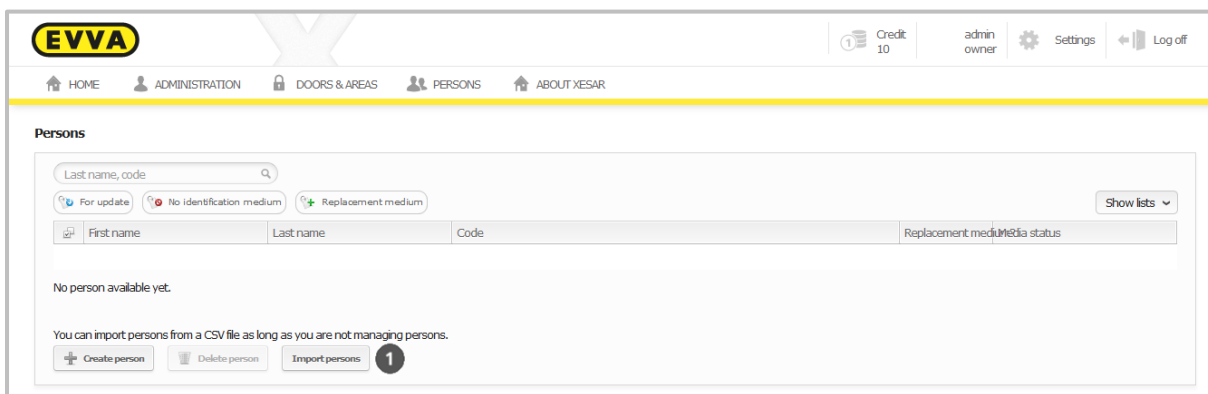 EVVA
Credit
10
admin
owner
Settings
Log off
HOME ADMINISTRATION DOORS & AREAS PERSONS ABOUT XESAR
Persons
Last name, code
For update No identification medium Replacement medium Show lists
First name Last name Code Replacement medium? Media status
No person available yet.
You can import persons from a CSV file as long as you are not managing persons.
Create person Delete person Import persons 1